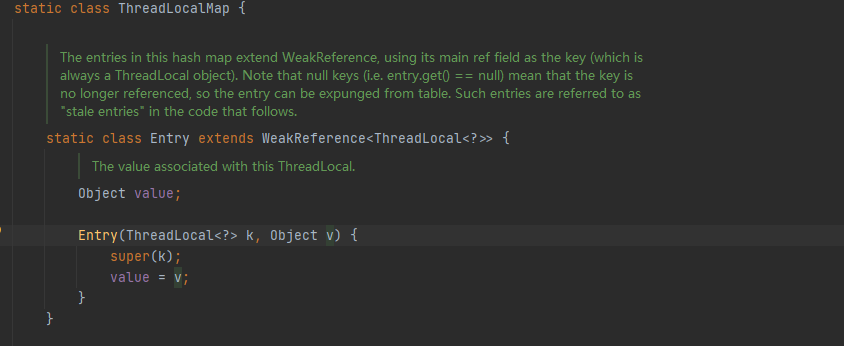 static class ThreadLocalMap {
The entries in this hash map extend WeakReference, using its main ref field as the key (which is
always a ThreadLocal object). Note that null keys (i.e. entry.get() == null) mean that the key is
no longer referenced, so the entry can be expunged from table. Such entries are referred to as
"stale entries" in the code that follows.
static class Entry extends WeakReference<ThreadLocal<?>> {
The value associated with this ThreadLocal.
Object value;
Entry(ThreadLocal<?> k, Object v) {
super(k);
value = v;
}
}